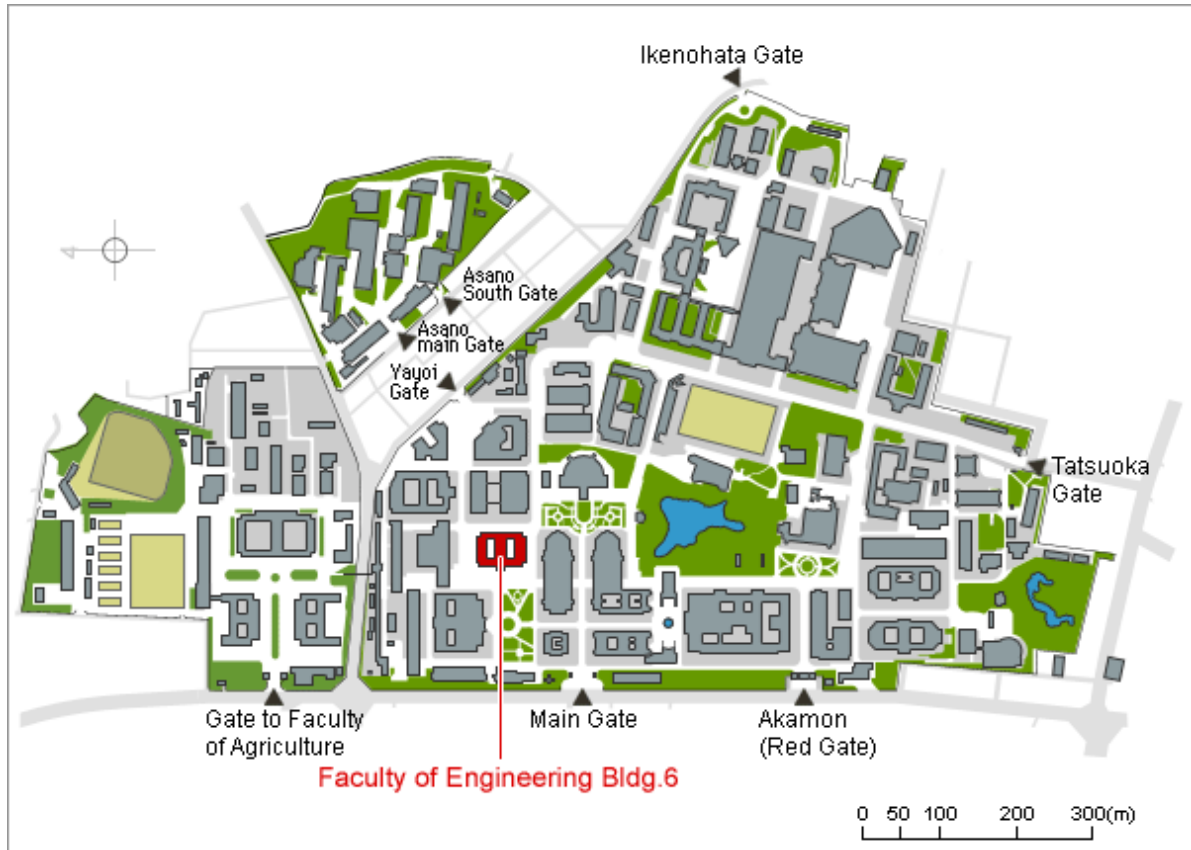 Ikenohata Gate
Asano
South Gate
Asano
main Gate
Yayoi
Gate
Tatsuoka
Gate
Gate to Faculty
of Agriculture
Main Gate
Akamon
(Red Gate)
Faculty of Engineering Bldg.6
0 50 100 200 300(m)